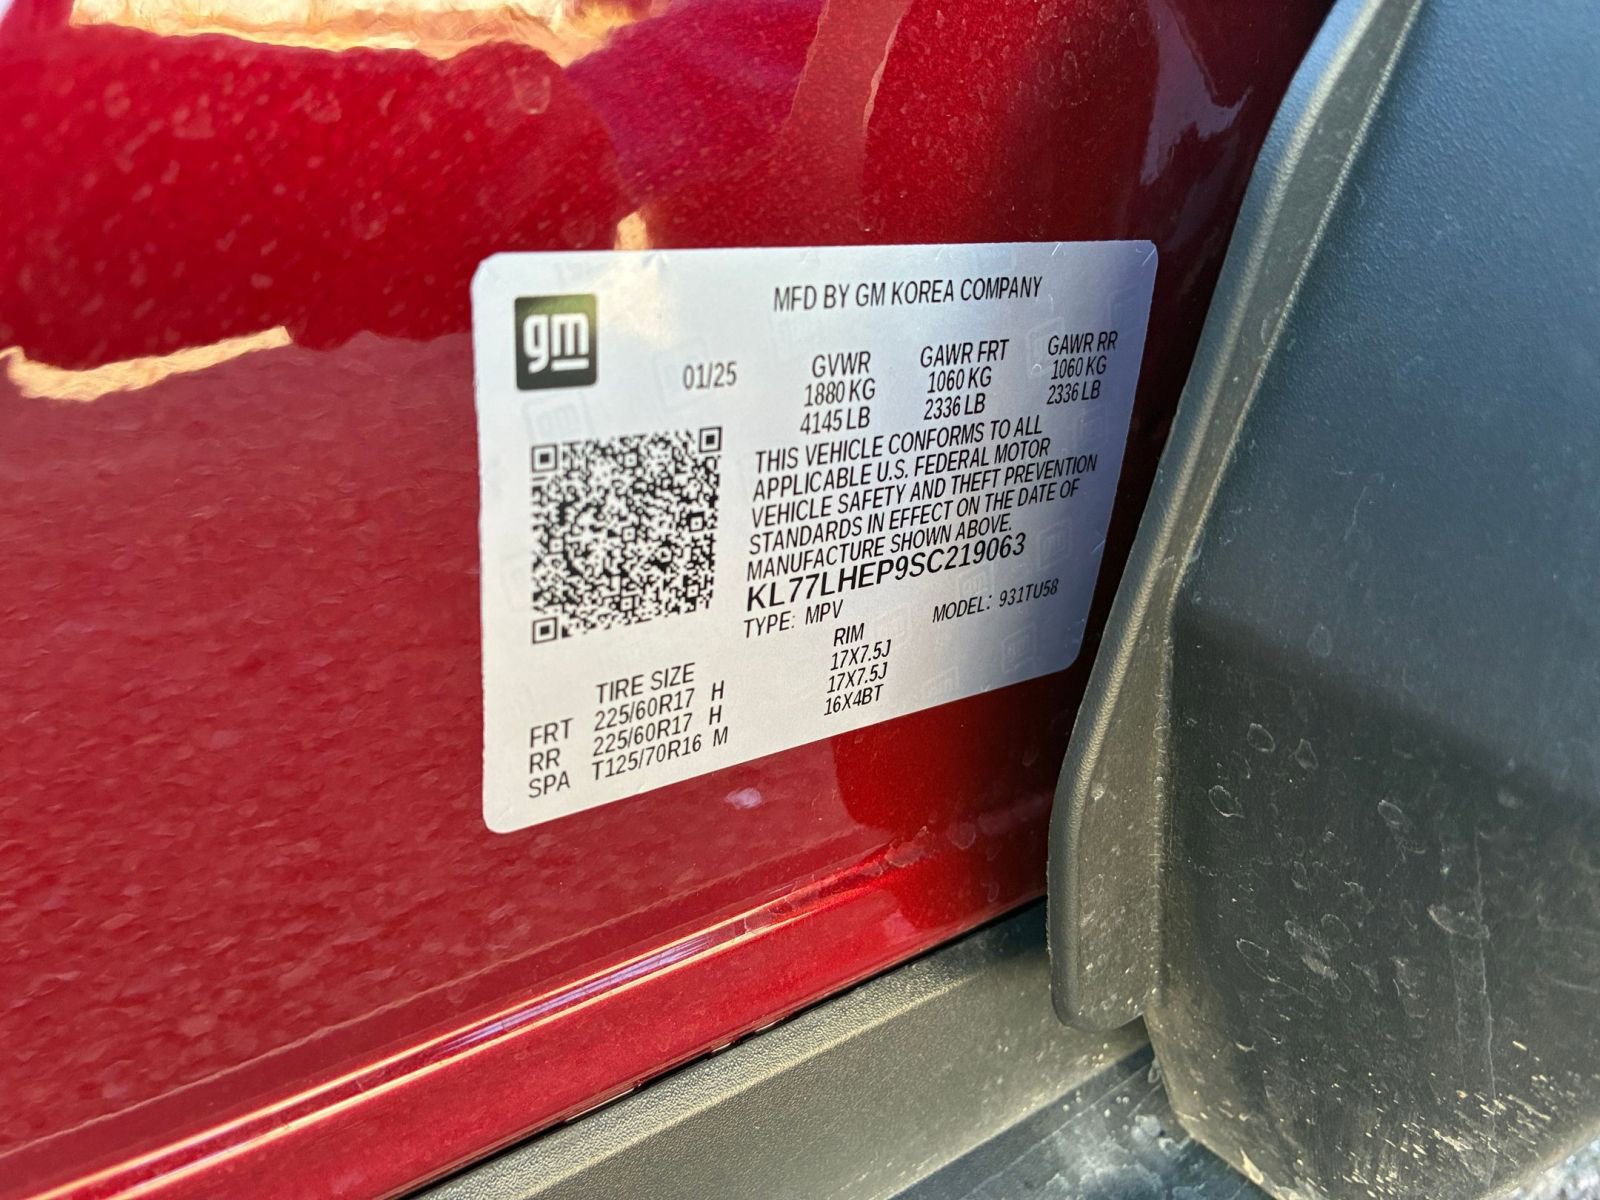 gm
MFD BY GM KOREA COMPANY
01/25
GVWR GAWR FRT GAWR RR
1880 KG 1060 KG 1060 KG
4145 LB 2336 LB 2336 LB
THIS VEHICLE CONFORMS TO ALL
APPLICABLE U.S. FEDERAL MOTOR
VEHICLE SAFETY AND THEFT PREVENTION
STANDARDS IN EFFECT ON THE DATE OF
MANUFACTURE SHOWN ABOVE.
KL77LHEP9SC219063
TYPE: MPV MODEL: 931TU58
TIRE SIZE RIM
FRT 225/60R17 H 17X7.5J
RR 225/60R17 H 17X7.5J
SPA T125/70R16 M 16X4BT